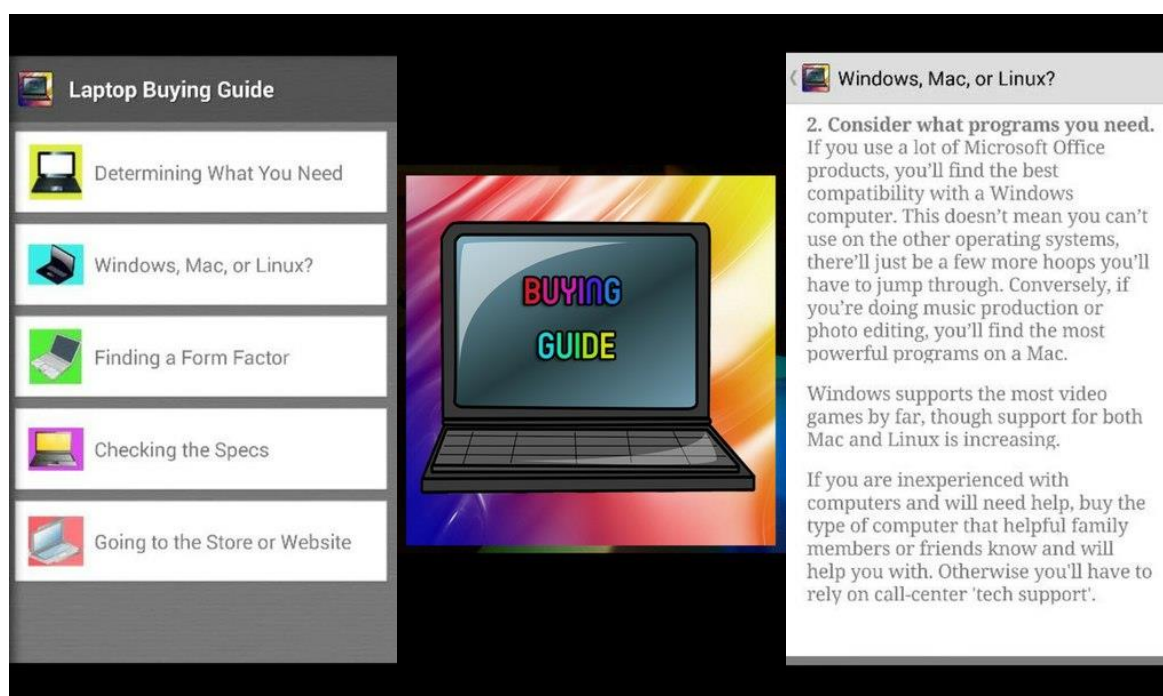 Laptop Buying Guide
Determining What You Need
Windows, Mac, or Linux?
Finding a Form Factor
Checking the Specs
Going to the Store or Website
BUYING
GUIDE
Windows, Mac, or Linux?
2. Consider what programs you need.
If you use a lot of Microsoft Office
products, you’ll find the best
compatibility with a Windows
computer. This doesn’t mean you can’t
use on the other operating systems,
there’ll just be a few more hoops you’ll
have to jump through. Conversely, if
you’re doing music production or
photo editing, you’ll find the most
powerful programs on a Mac.
Windows supports the most video
games by far, though support for both
Mac and Linux is increasing.
If you are inexperienced with
computers and will need help, buy the
type of computer that helpful family
members or friends know and will
help you with. Otherwise you'll have to
rely on call-center 'tech support'.